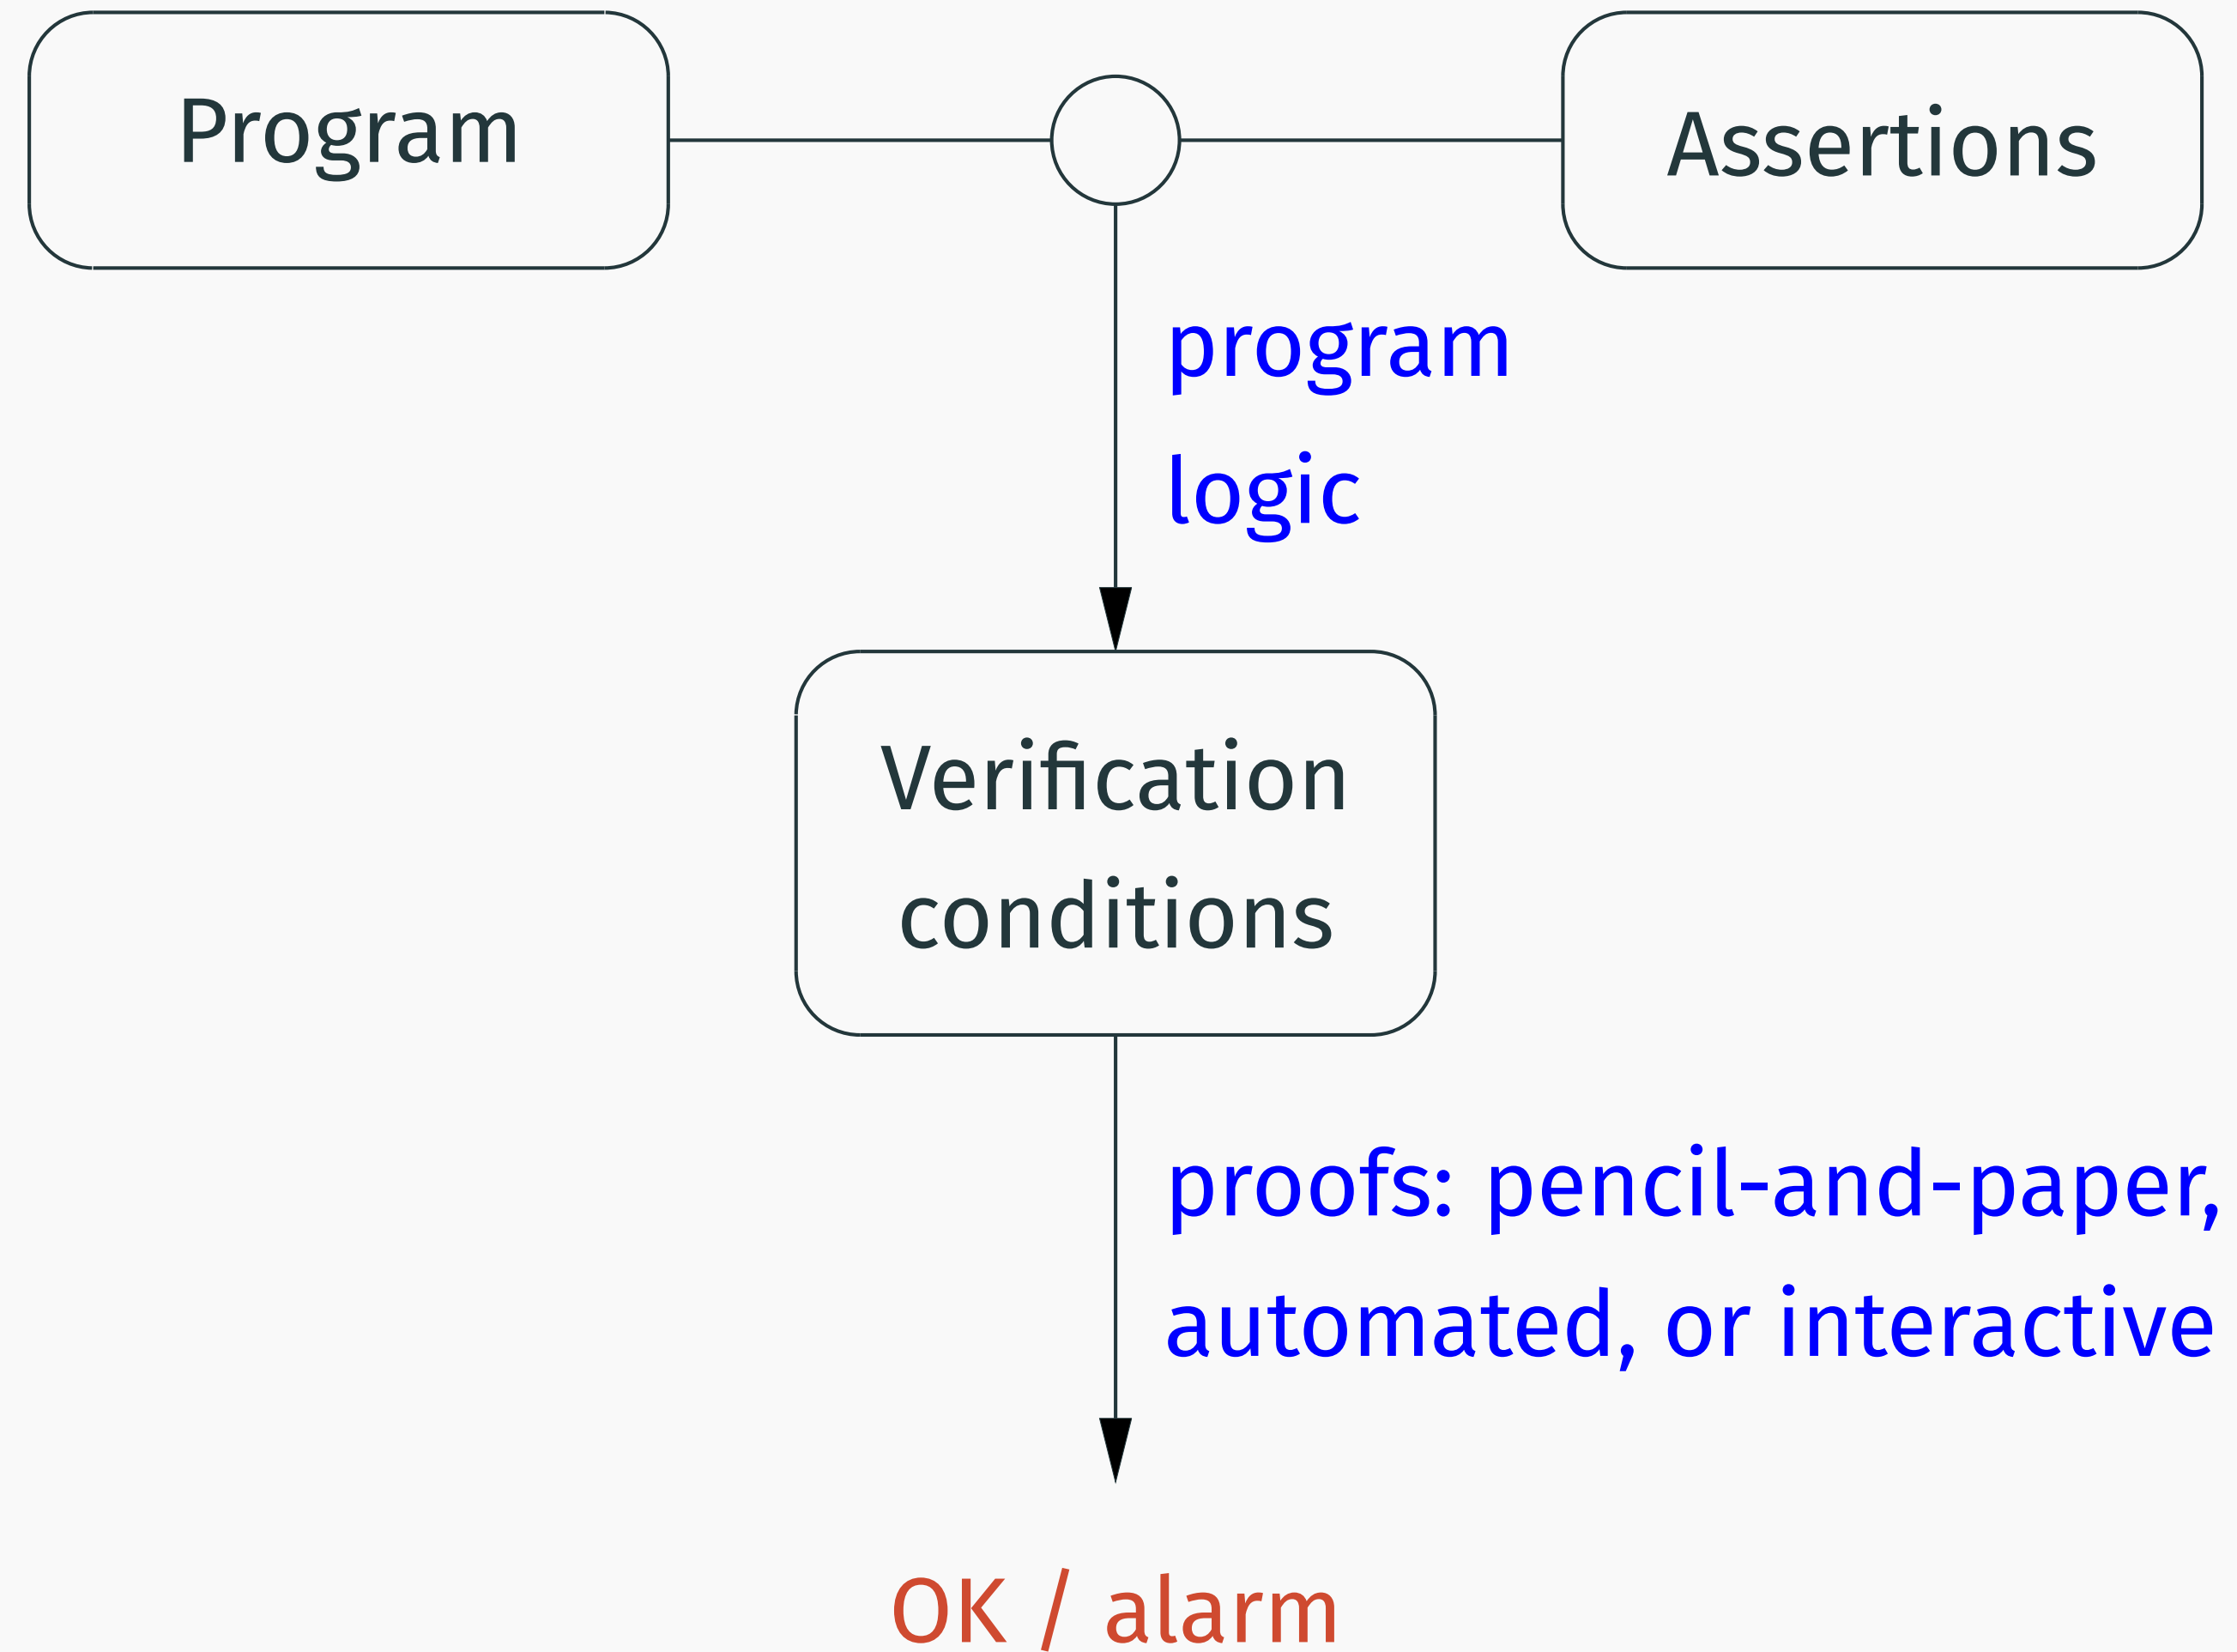 Program
Assertions
program
logic
Verification
conditions
proofs: pencil-and-paper,
automated, or interactive
OK / alarm